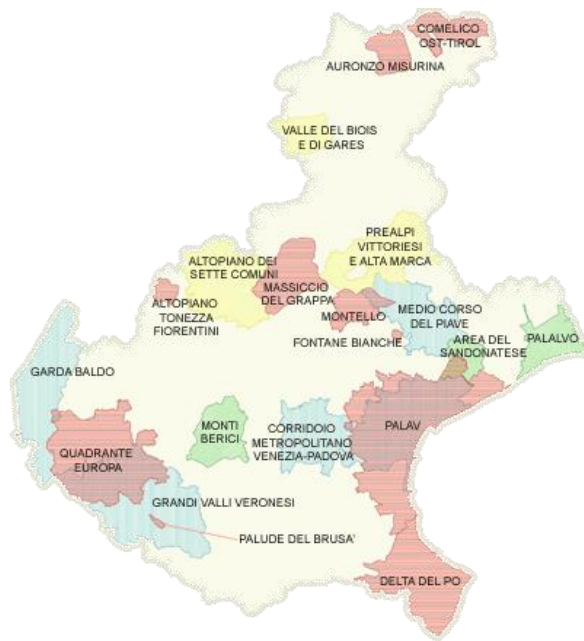 COMELICO
OST-TIROL
AURONZO MISURINA
VALLE DEL BIOIS
E DI GARES
PREALPI
VITTORIESI
E ALTA MARCA
ALTOPIANO DEI
SETTE COMUNI
MASSICCIO
DEL GRAPPA
ALTOPIANO
TONEZZA
FIORENTINI
MONTELLO
MEDIO CORSO
DEL PIAVE
FONTANE BIANCHE
AREA DEL
SANDONATESE
PALALVO
GARDA BALDO
MONTI
BERICI
CORRIDOIO
METROPOLITANO
VENEZIA-PADOVA
PALAV
QUADRANTE
EUROPA
GRANDI VALLI VERONESI
PALUDE DEL BRUSA'
DELTA DEL PO